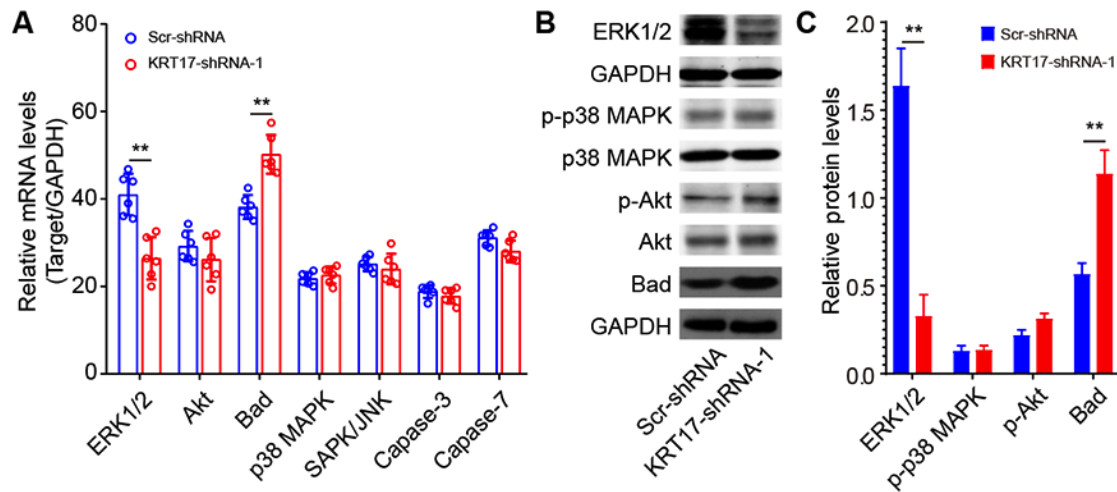 A
Relative mRNA levels
(Target/GAPDH)
80
60
40
20
0
Scr-shRNA
KRT17-shRNA-1
**
**
ERK1/2
Akt
Bad
p38 MAPK
SAPK/JNK
Capase-3
Capase-7
B
ERK1/2
GAPDH
p-p38 MAPK
p38 MAPK
p-Akt
Akt
Bad
GAPDH
Scr-shRNA
KRT17-shRNA-1
C
Relative protein levels
2.0
1.5
1.0
0.5
0.0
**
Scr-shRNA
KRT17-shRNA-1
**
ERK1/2
p-p38 MAPK
p-Akt
Bad